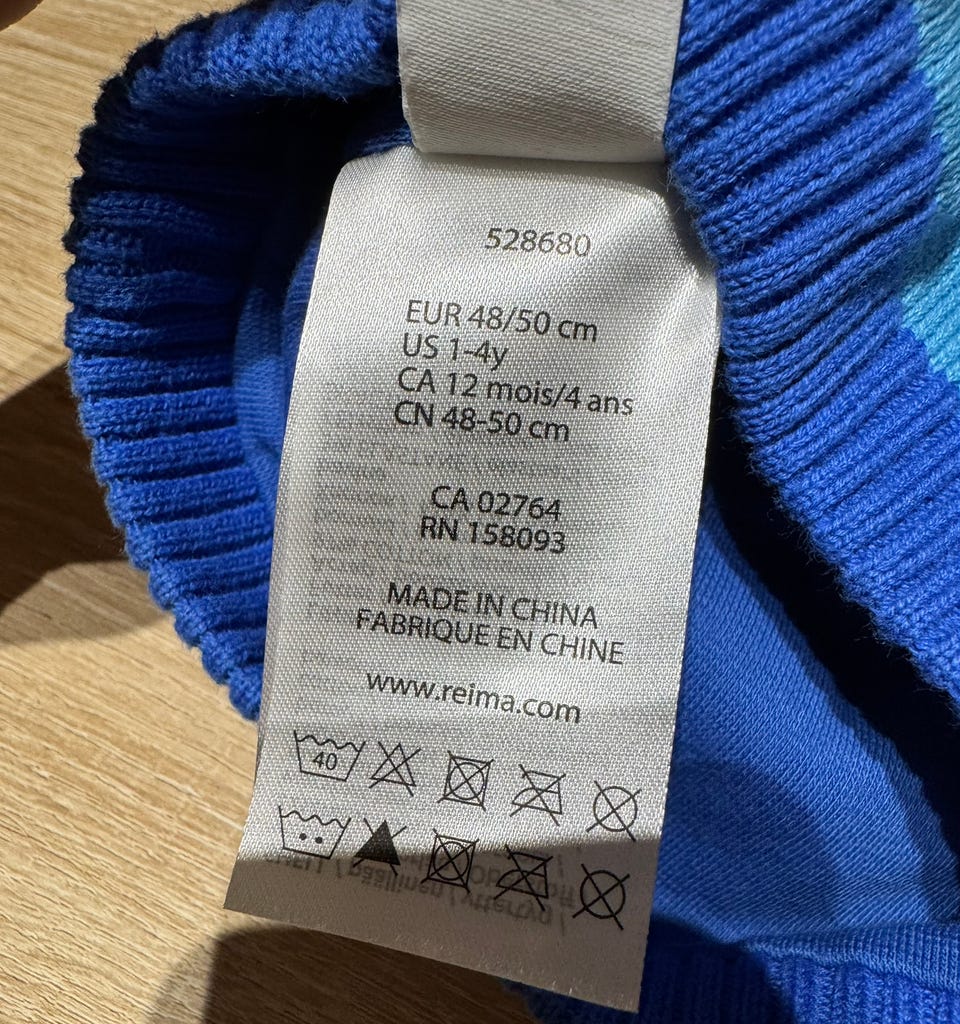 528680
EUR 48/50 cm
US 1-4y
CA 12 mois/4 ans
CN 48-50 cm
CA 02764
RN 158093
MADE IN CHINA
FABRIQUE EN CHINE
www.reima.com
40